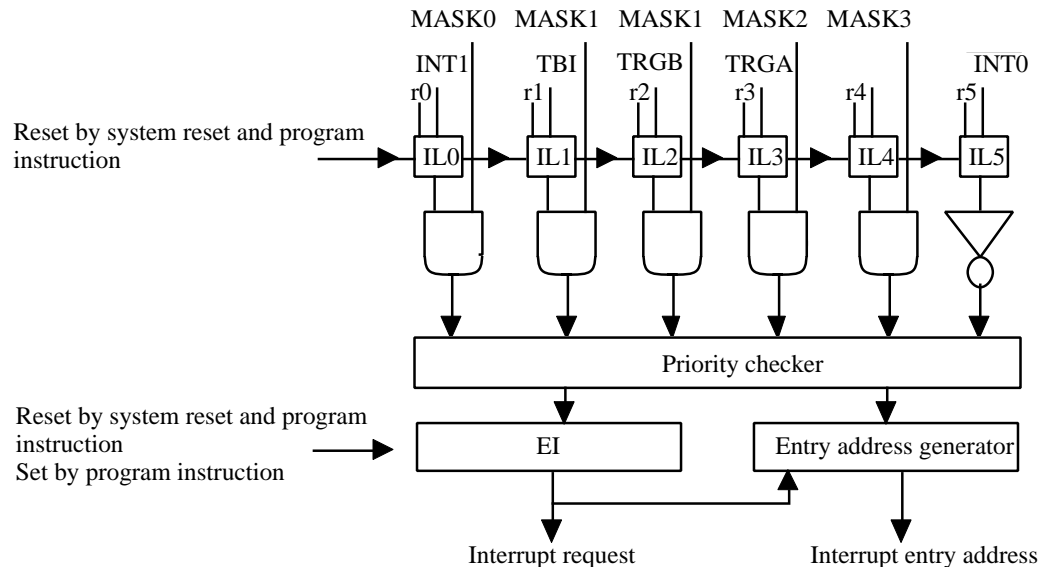 MASK0 MASK1 MASK1 MASK2 MASK3
INT1 TBI TRGB TRGA INT0
r0 r1 r2 r3 r4 r5
Reset by system reset and program
instruction
IL0 IL1 IL2 IL3 IL4 IL5
Priority checker
Reset by system reset and program
instruction
Set by program instruction
EI
Entry address generator
Interrupt request
Interrupt entry address